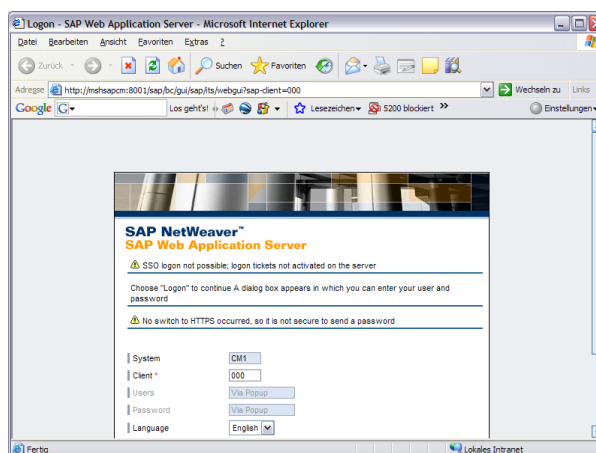 Logon - SAP Web Application Server - Microsoft Internet Explorer
Datei Bearbeiten Ansicht Favoriten Extras ?
Zurück Suchen Favoriten
Adresse http://mshsapcm:8001/sap/bc/gui/sap/its/webgui?sap-client=000 Wechseln zu Links
Google G Los geht's! Lesezeichen 5200 blockiert >> Einstellungen
SAP NetWeaver™
SAP Web Application Server
SSO logon not possible; logon tickets not activated on the server
Choose "Logon" to continue A dialog box appears in which you can enter your user and
password
No switch to HTTPS occurred, so it is not secure to send a password
System CM1
Client * 000
Users Via Popup
Password Via Popup
Language English
Fertig Lokales Intranet